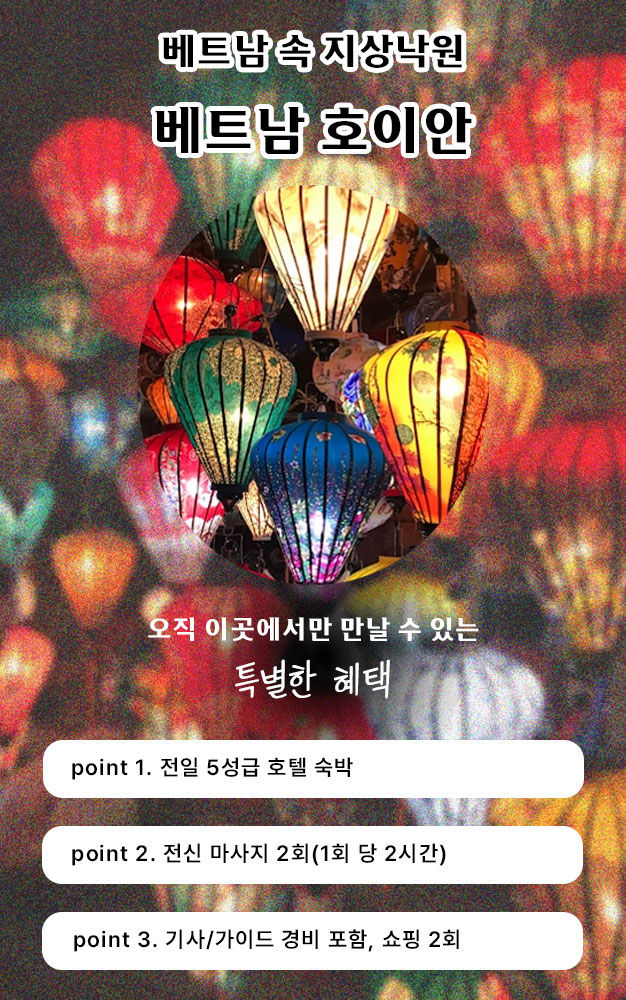 베트남 속 지상낙원
베트남 호이안
오직 이곳에서만 만날 수 있는
특별한 혜택
point 1. 전일 5성급 호텔 숙박
point 2. 전신 마사지 2회(1회 당 2시간)
point 3. 기사/가이드 경비 포함, 쇼핑 2회